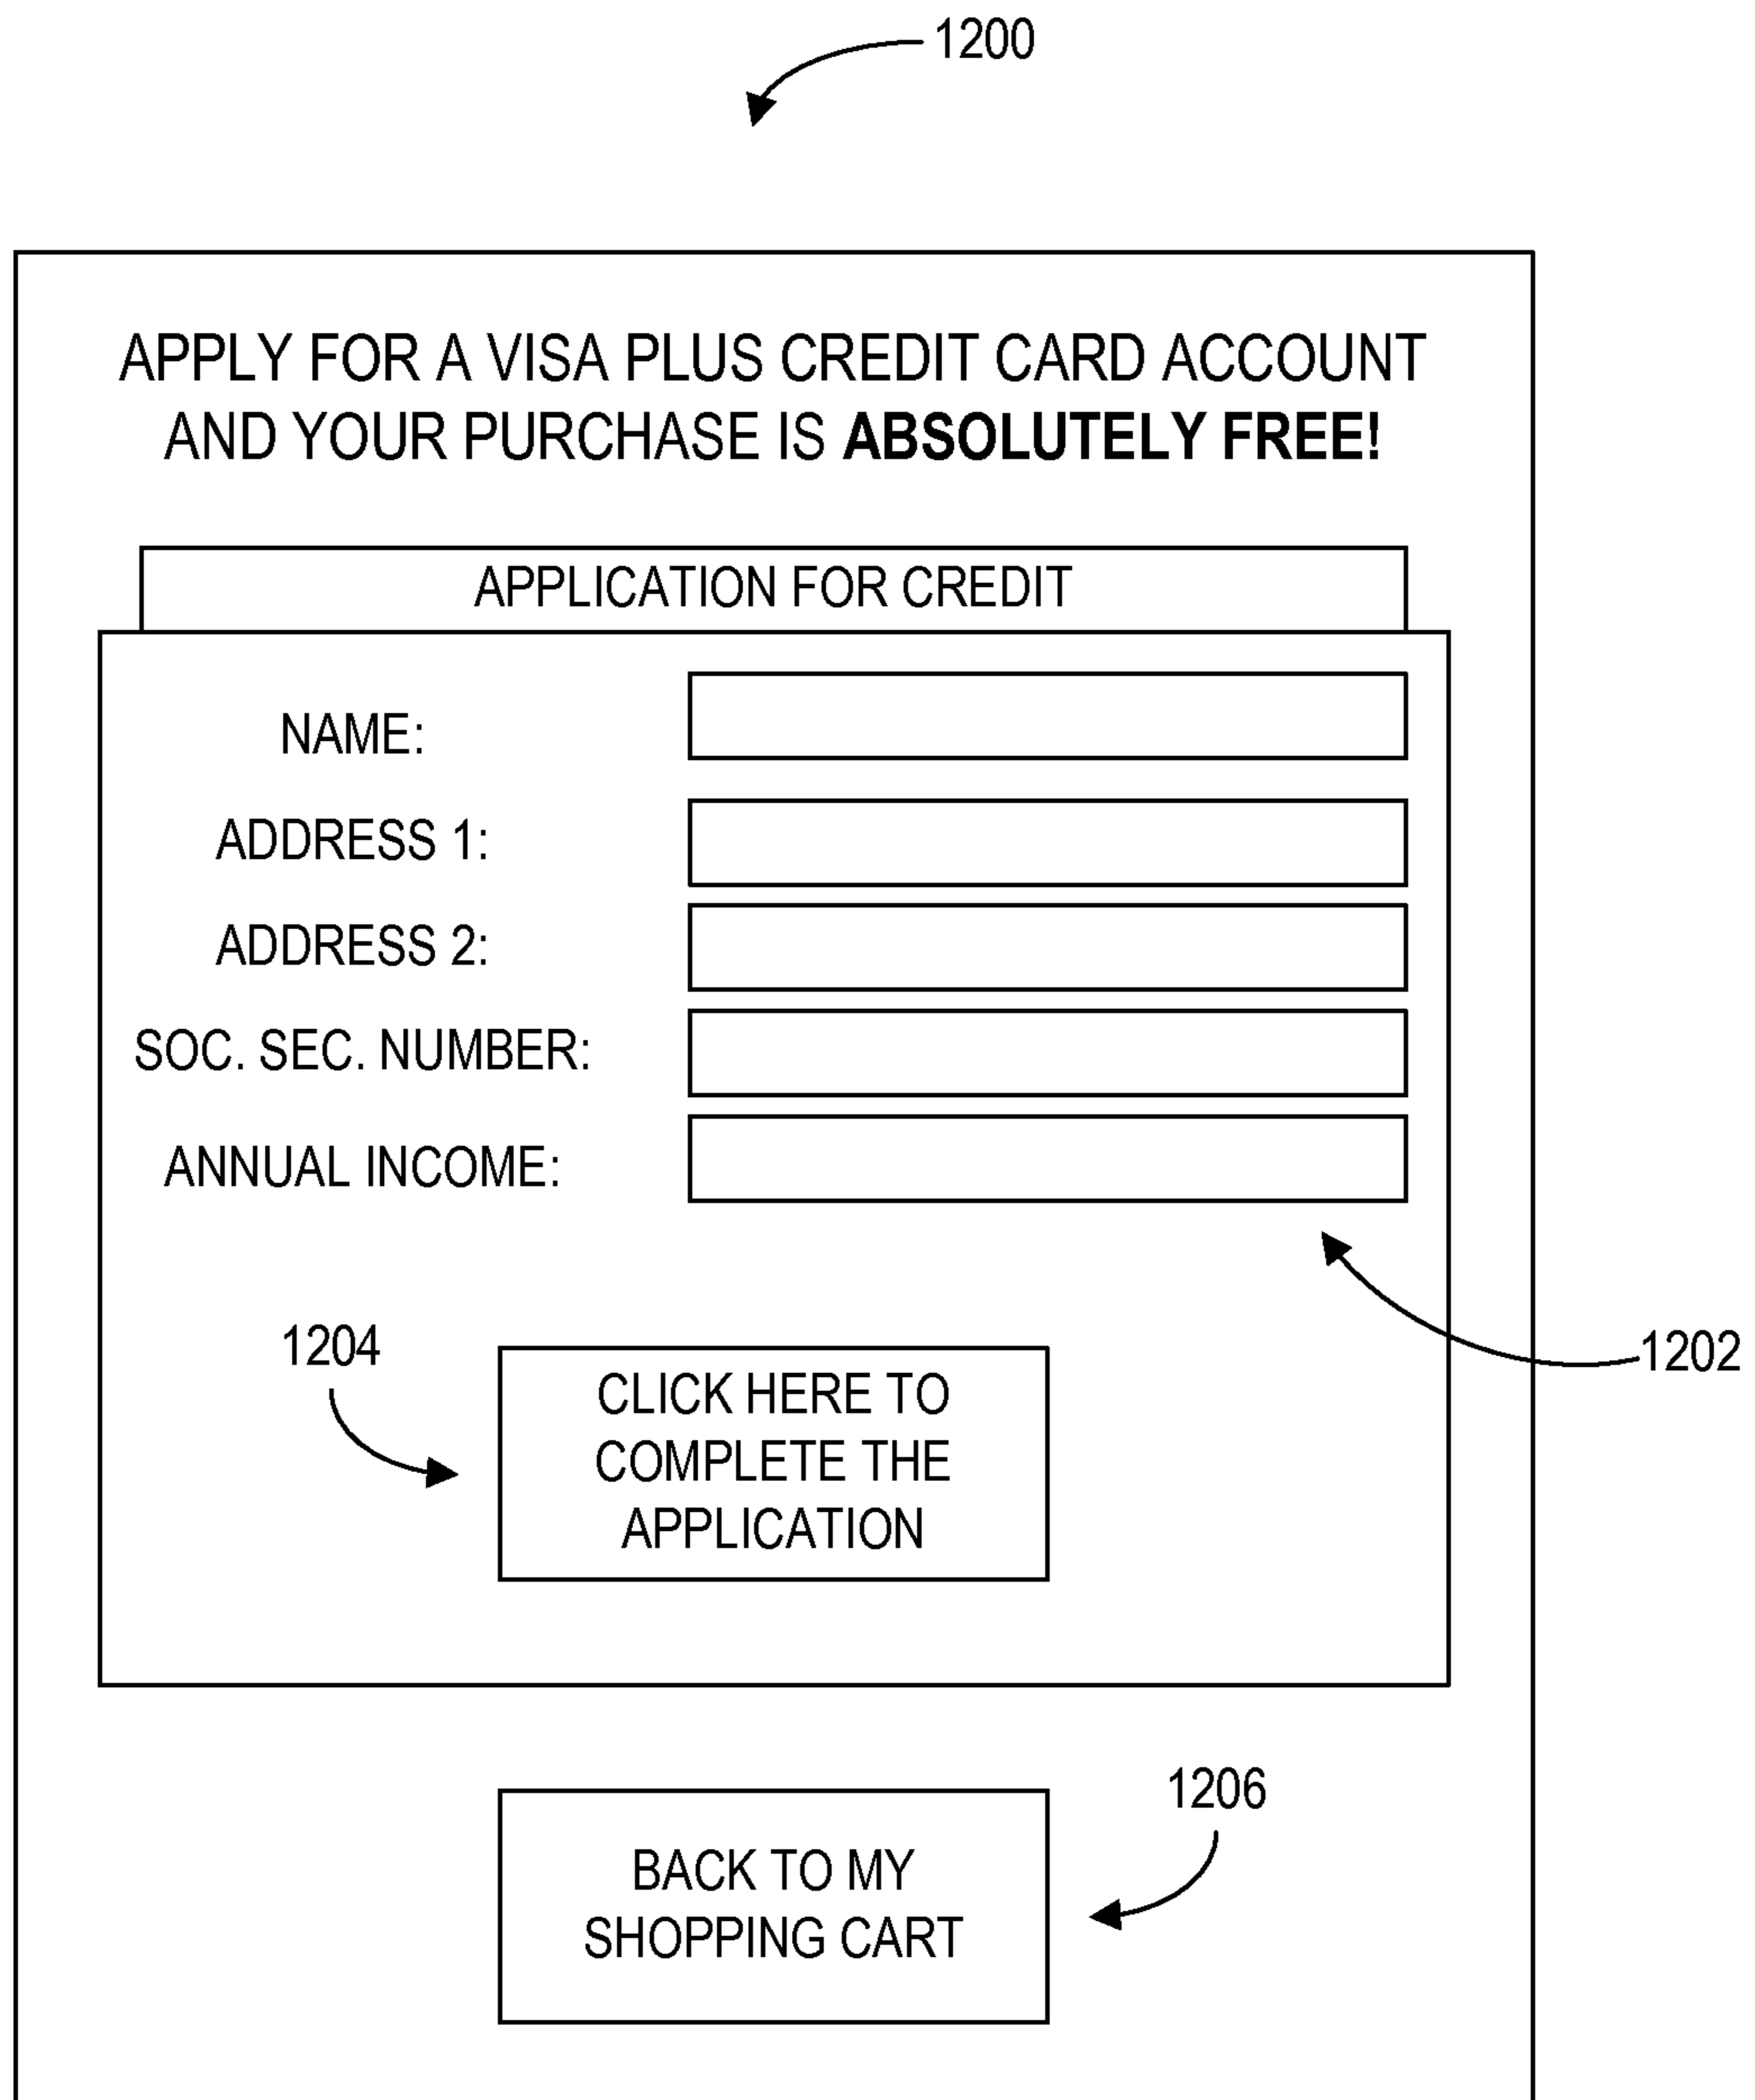 1200
APPLY FOR A VISA PLUS CREDIT CARD ACCOUNT
AND YOUR PURCHASE IS ABSOLUTELY FREE!
APPLICATION FOR CREDIT
NAME:
ADDRESS 1:
ADDRESS 2:
SOC. SEC. NUMBER:
ANNUAL INCOME:
1202
1204
CLICK HERE TO
COMPLETE THE
APPLICATION
1206
BACK TO MY
SHOPPING CART